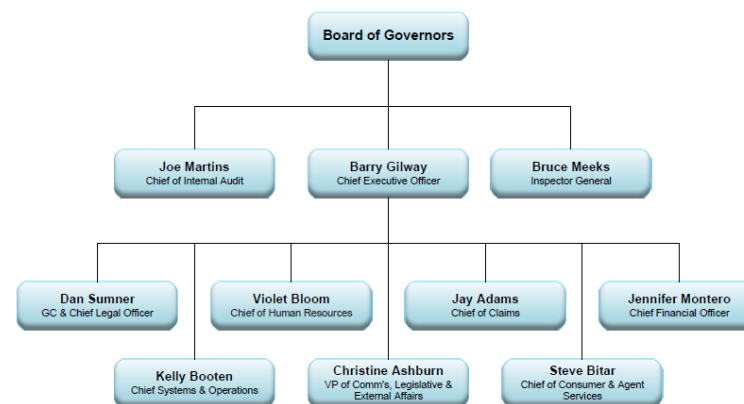 Board of Governors
Joe Martins
Chief of Internal Audit
Barry Gilway
Chief Executive Officer
Bruce Meeks
Inspector General
Dan Sumner
GC & Chief Legal Officer
Violet Bloom
Chief of Human Resources
Jay Adams
Chief of Claims
Jennifer Montero
Chief Financial Officer
Kelly Booten
Chief Systems & Operations
Christine Ashburn
VP of Comm's, Legislative &
External Affairs
Steve Bitar
Chief of Consumer & Agent
Services